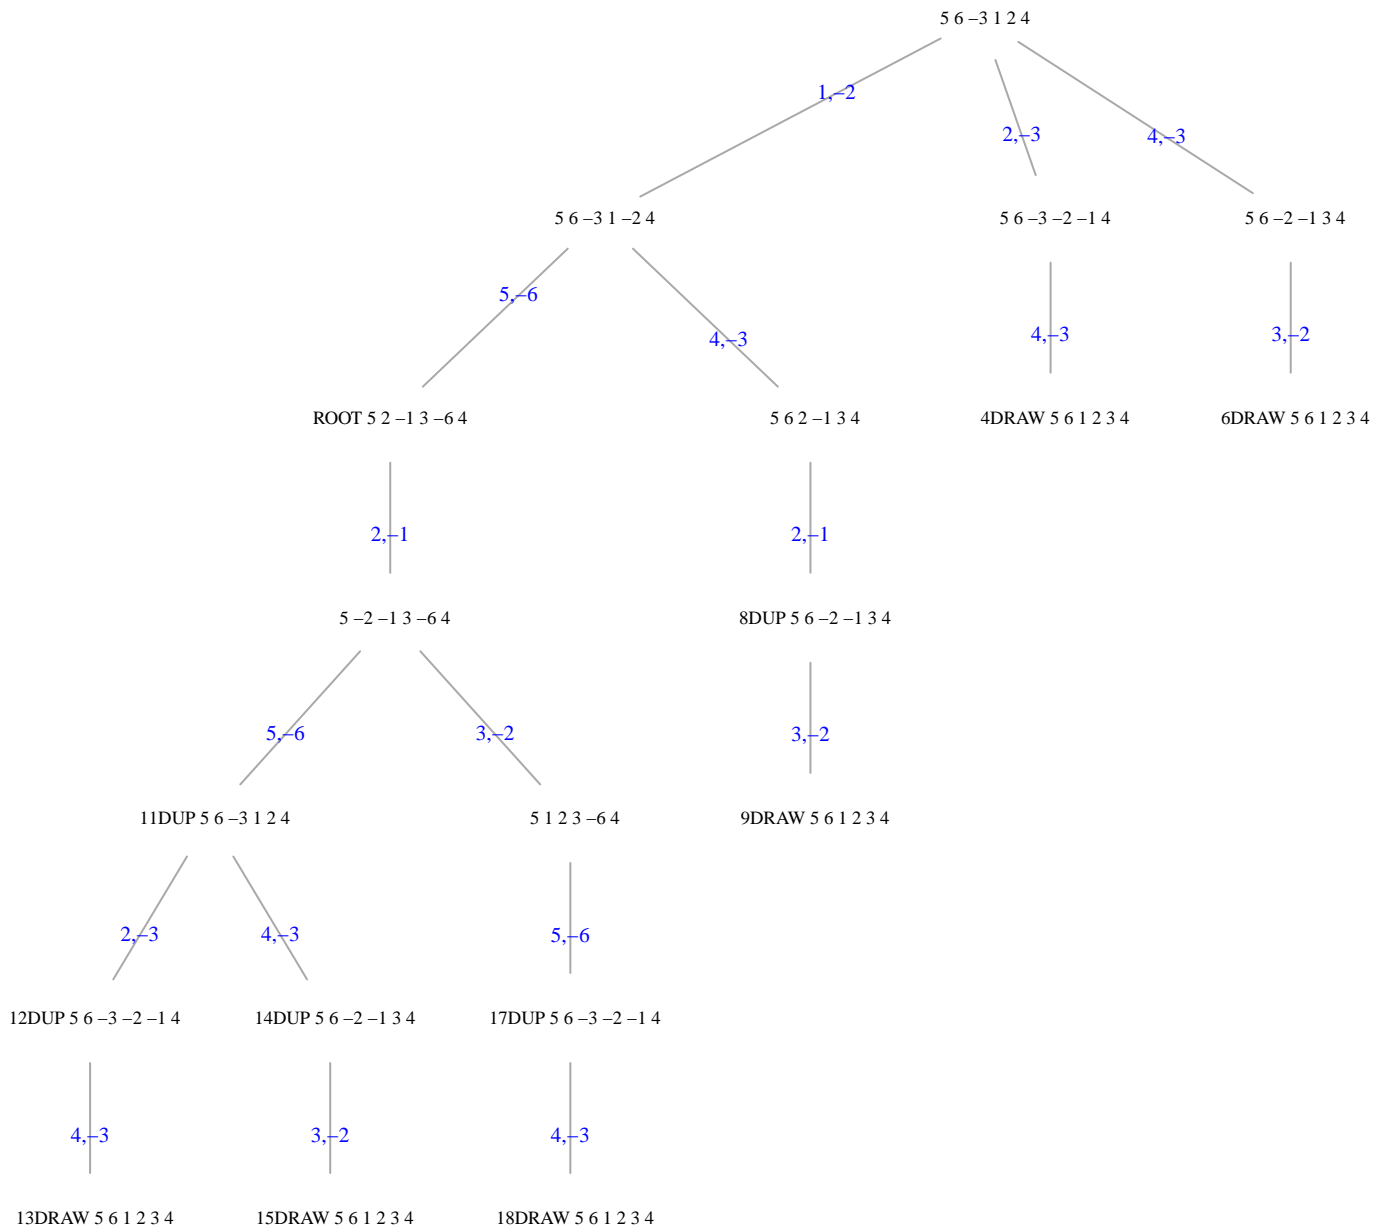 5 6 –3 1 2 4
1,–2
2,–3
4,–3
5 6 –3 1 –2 4
5 6 –3 –2 –1 4
5 6 –2 –1 3 4
5,–6
4,–3
4,–3
3,–2
ROOT 5 2 –1 3 –6 4
5 6 2 –1 3 4
4DRAW 5 6 1 2 3 4
6DRAW 5 6 1 2 3 4
2,–1
2,–1
5 –2 –1 3 –6 4
8DUP 5 6 –2 –1 3 4
5,–6
3,–2
3,–2
11DUP 5 6 –3 1 2 4
5 1 2 3 –6 4
9DRAW 5 6 1 2 3 4
2,–3
4,–3
5,–6
12DUP 5 6 –3 –2 –1 4
14DUP 5 6 –2 –1 3 4
17DUP 5 6 –3 –2 –1 4
4,–3
3,–2
4,–3
13DRAW 5 6 1 2 3 4
15DRAW 5 6 1 2 3 4
18DRAW 5 6 1 2 3 4